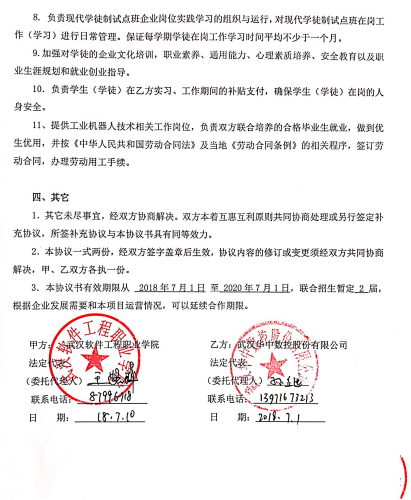 8. 负责现代学徒制试点班企业岗位实践学习的组织与运行，对现代学徒制试点班在岗工
作（学习）进行日常管理。保证每学期学徒在岗工作学习时间平均不少于一个月。
9.加强对学徒的企业文化培训，职业素养、通用能力、心理素质培养、安全教育以及职
业生涯规划和就业创业指导。
10、负责学生（学徒）在乙方实习、工作期间的补贴支付，确保学生（学徒）在岗的人
身安全。
11、提供工业机器人技术相关工作岗位，负责双方联合培养的合格毕业生就业，做到优
生优用，并按《中华人民共和国劳动合同法》及当地《劳动合同条例》的相关程序，签订劳
动合同，办理劳动用工手续。
四、其它
1．其它未尽事宜，经双方协商解决。双方本着互惠互利原则共同协商处理或另行签定补
充协议，所签补充协议与本协议书具有同等效力。
2．本协议一式两份，经双方签字盖章后生效，协议内容的修订或变更须经双方共同协商
解决，甲、乙双方各执一份。
3．本协议书有效期限从 2018年7月1日 至 2020年7月1日，联合招生暂定 2 届，
根据企业发展需要和本项目运营情况，可以延续合作期限。
甲方：武汉软件工程职业学院
乙方：武汉华中数控股份有限公司
法定代表
法定代表
（委托代理人）
（委托代理人）
联系电话：
联系电话：13971673213
日 期：18.7.10
日 期：2018.7.1